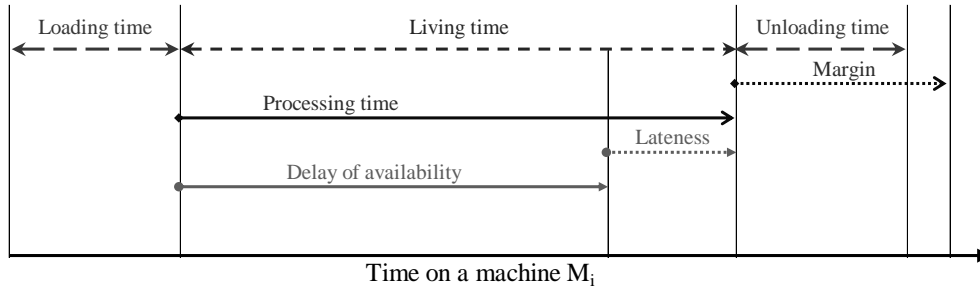 Loading time
Living time
Unloading time
Margin
Processing time
Lateness
Delay of availability
Time on a machine Mi